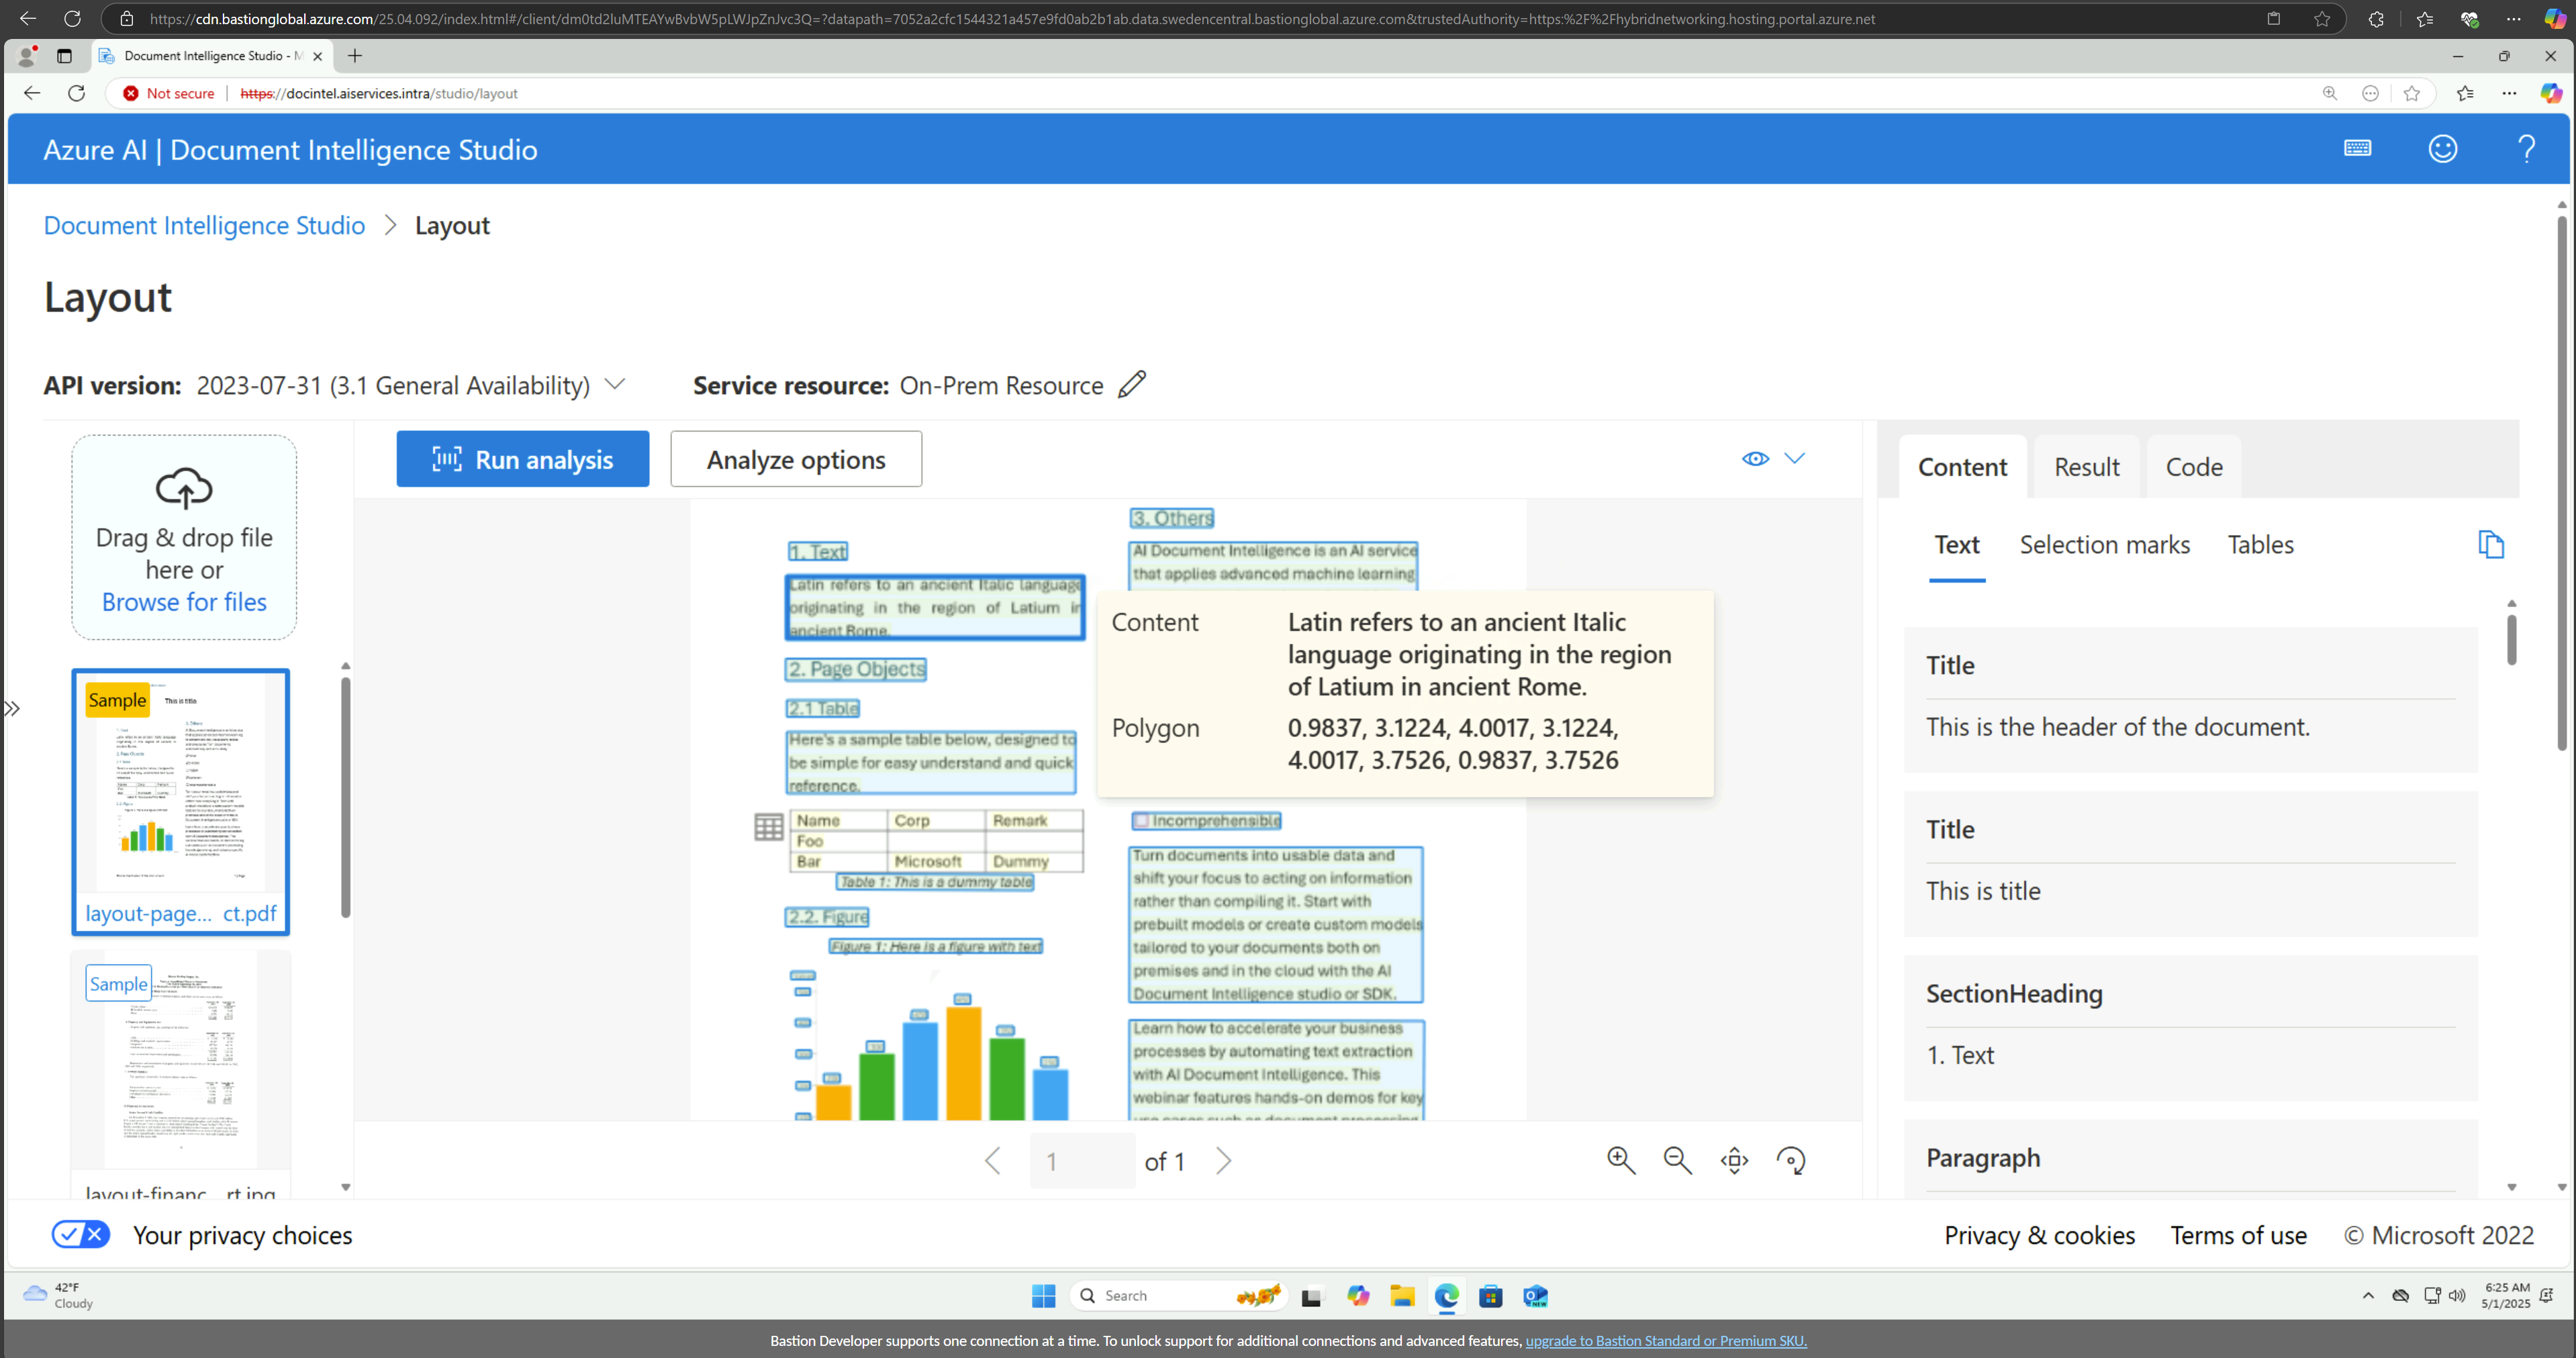 https://cdn.bastionglobal.azure.com/25.04.092/index.html#/client/dm0td2luMTEAYwBvbW5pLWJpZnJvc3Q=?datapath=7052a2cfc1544321a457e9fd0ab2b1ab.data.swedencentral.bastionglobal.azure.com&trustedAuthority=https:%2F%2Fhybridnetworking.hosting.portal.azure.net
Document Intelligence Studio - M
Not secure | https://docintel.aiservices.intra/studio/layout
Azure AI | Document Intelligence Studio
Document Intelligence Studio > Layout
Layout
API version: 2023-07-31 (3.1 General Availability)
Service resource: On-Prem Resource
Drag & drop file
here or
Browse for files
Sample
This is title
layout-page... ct.pdf
Sample
layout-financ... rt.jpg
Run analysis
Analyze options
1. Text
Latin refers to an ancient Italic language
originating in the region of Latium in
ancient Rome.
2. Page Objects
2.1 Table
Here's a sample table below, designed to
be simple for easy understand and quick
reference.
Name Corp Remark
Foo
Bar Microsoft Dummy
Table 1: This is a dummy table
2.2. Figure
Figure 1: Here is a figure with text
3. Others
AI Document Intelligence is an AI service
that applies advanced machine learning
Content
Latin refers to an ancient Italic
language originating in the region
of Latium in ancient Rome.
Polygon
0.9837, 3.1224, 4.0017, 3.1224,
4.0017, 3.7526, 0.9837, 3.7526
Incomprehensible
Turn documents into usable data and
shift your focus to acting on information
rather than compiling it. Start with
prebuilt models or create custom models
tailored to your documents both on
premises and in the cloud with the AI
Document Intelligence studio or SDK.
Learn how to accelerate your business
processes by automating text extraction
with AI Document Intelligence. This
webinar features hands-on demos for key
use cases such as document processing
1 of 1
Content Result Code
Text Selection marks Tables
Title
This is the header of the document.
Title
This is title
SectionHeading
1. Text
Paragraph
Your privacy choices
Privacy & cookies Terms of use © Microsoft 2022
42°F
Cloudy
Search
NEW
6:25 AM
5/1/2025
Bastion Developer supports one connection at a time. To unlock support for additional connections and advanced features, upgrade to Bastion Standard or Premium SKU.